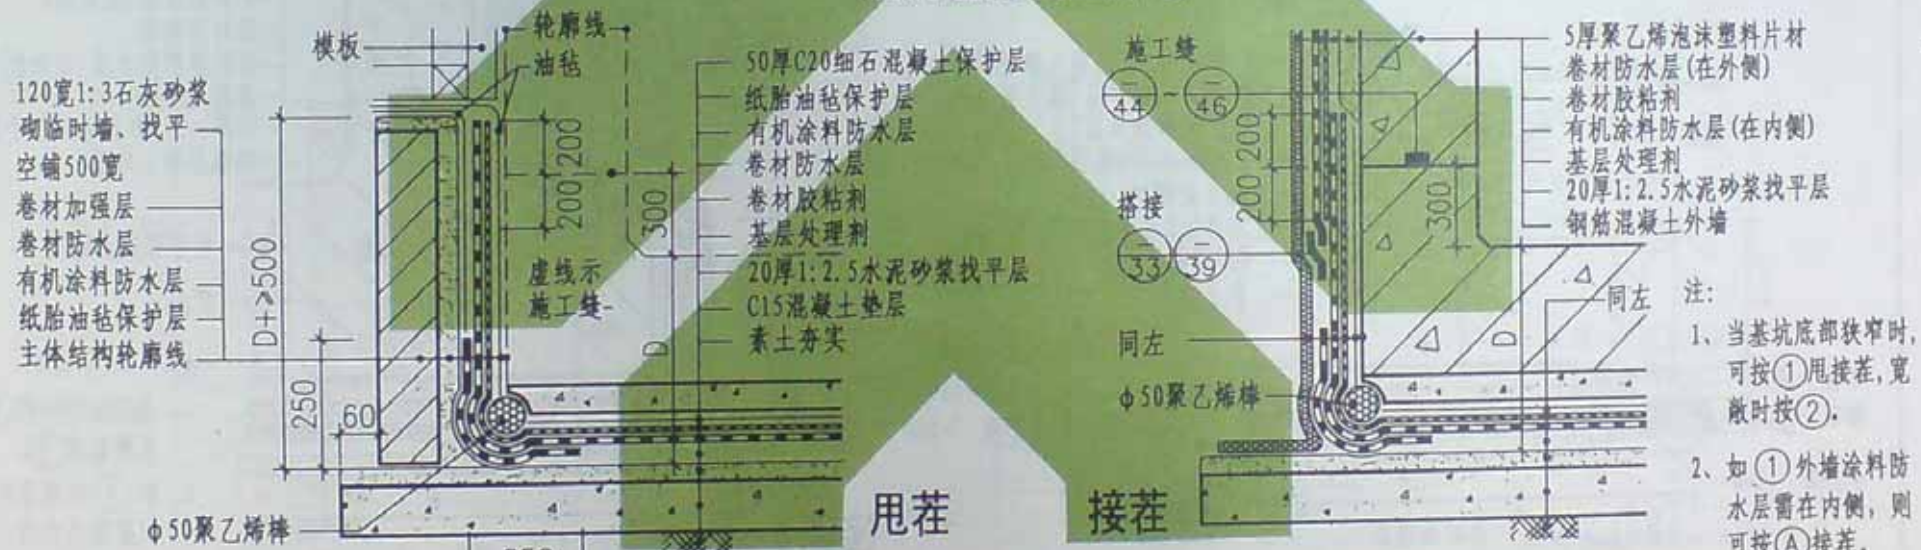 模板
轮廓线
油毡
120宽1:3石灰砂浆
砌临时墙、找平
空铺500宽
卷材加强层
卷材防水层
有机涂料防水层
纸胎油毡保护层
主体结构轮廓线
D+≥500
250
60
φ50聚乙烯棒
200
200
300
D
虚线示
施工缝
50厚C20细石混凝土保护层
纸胎油毡保护层
有机涂料防水层
卷材防水层
卷材胶粘剂
基层处理剂
20厚1:2.5水泥砂浆找平层
C15混凝土垫层
素土夯实
甩茬
施工缝
—
44
~
—
46
200
200
搭接
—
33
—
39
同左
φ50聚乙烯棒
300
D
同左
接茬
5厚聚乙烯泡沫塑料片材
卷材防水层(在外侧)
卷材胶粘剂
有机涂料防水层(在内侧)
基层处理剂
20厚1:2.5水泥砂浆找平层
钢筋混凝土外墙
注:
1、当基坑底部狭窄时,
可按①甩接茬,宽
敞时按②.
2、如①外墙涂料防
水层需在内侧,则
可按Ⓐ接茬.